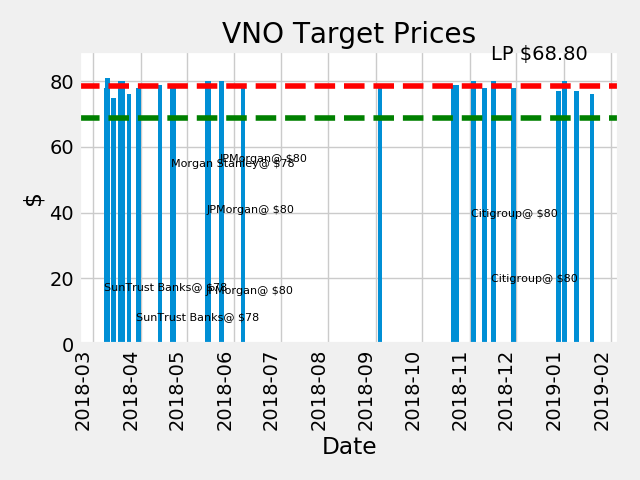 VNO Target Prices
LP $68.80
80
60
40
20
0
$
JPMorgan@ $80
Morgan Stanley@ $78
JPMorgan@ $80
Citigroup@ $80
Citigroup@ $80
SunTrust Banks@ $78
JPMorgan@ $80
SunTrust Banks@ $78
2018-03
2018-04
2018-05
2018-06
2018-07
2018-08
2018-09
2018-10
2018-11
2018-12
2019-01
2019-02
Date